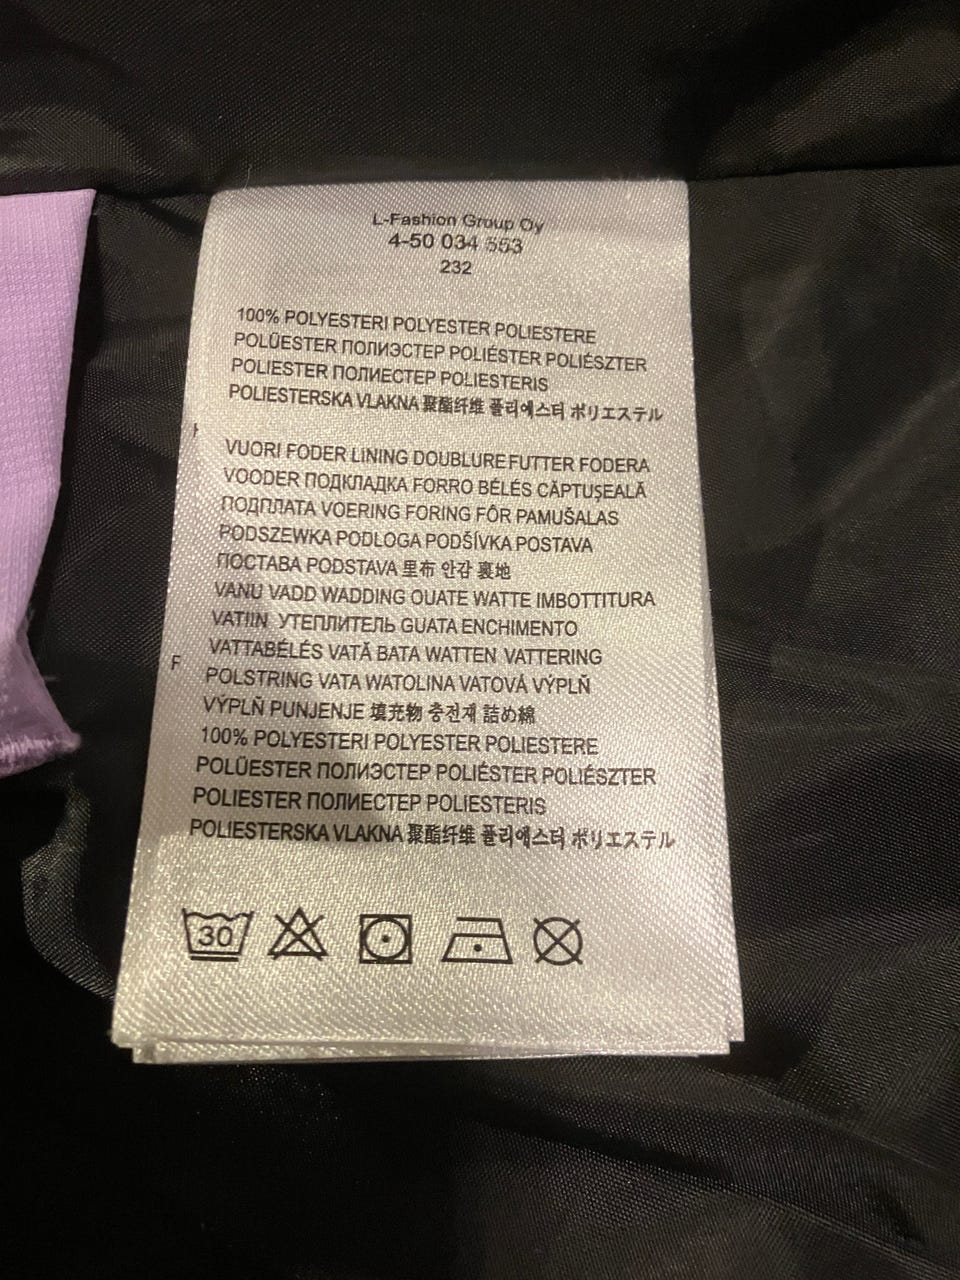 L-Fashion Group Oy
4-50 034 553
232
100% POLYESTERI POLYESTER POLIESTERE
POLÜESTER ПОЛИЭСТЕР POLIÉSTER POLIÉSZTER
POLIESTER ПОЛИЕСТЕР POLIESTERIS
POLIESTERSKA VLAKNA 聚酯纤维 폴리에스터 ポリエステル
VUORI FODER LINING DOUBLURE FUTTER FODERA
VOODER ПОДКЛАДКА FORRO BÉLÉS CĂPTUŞEALĂ
ПОДПЛАТА VOERING FORING FÔR PAMUŠALAS
PODSZEWKA PODLOGA PODŠÍVKA POSTAVA
ПОСТАВА PODSTAVA 里布 안감 裏地
VANU VADD WADDING OUATE WATTE IMBOTTITURA
VATIIN УТЕПЛИТЕЛЬ GUATA ENCHIMENTO
VATTABÉLÉS VATĂ BATA WATTEN VATTERING
F
POLSTRING VATA WATOLINA VATOVÁ VÝPLŇ
VÝPLŇ PUNJENJE 填充物 충전재 詰め綿
100% POLYESTERI POLYESTER POLIESTERE
POLÜESTER ПОЛИЭСТЕР POLIÉSTER POLIÉSZTER
POLIESTER ПОЛИЕСТЕР POLIESTERIS
POLIESTERSKA VLAKNA 聚酯纤维 폴리에스터 ポリエステル
30